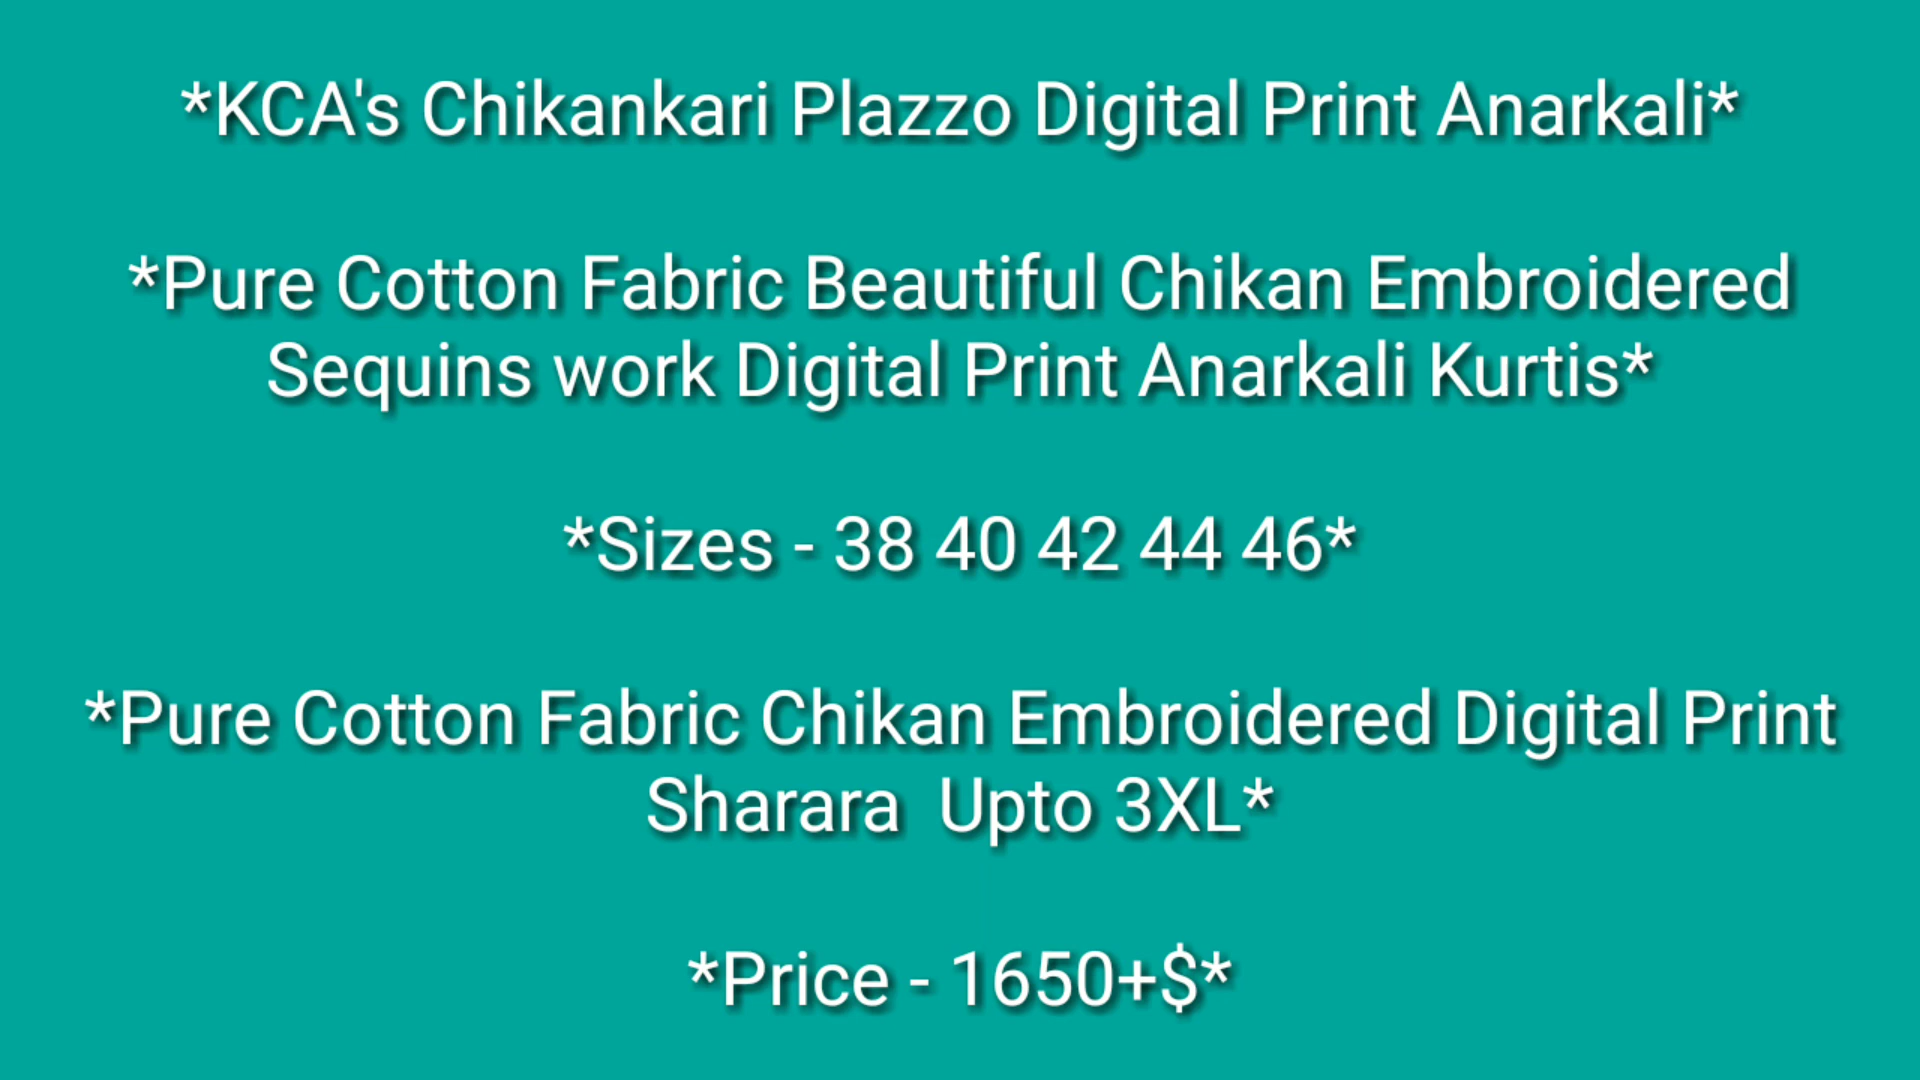 *KCA's Chikankari Plazzo Digital Print Anarkali*
*Pure Cotton Fabric Beautiful Chikan Embroidered
Sequins work Digital Print Anarkali Kurtis*
*Sizes - 38 40 42 44 46*
*Pure Cotton Fabric Chikan Embroidered Digital Print
Sharara  Upto 3XL*
*Price - 1650+$*